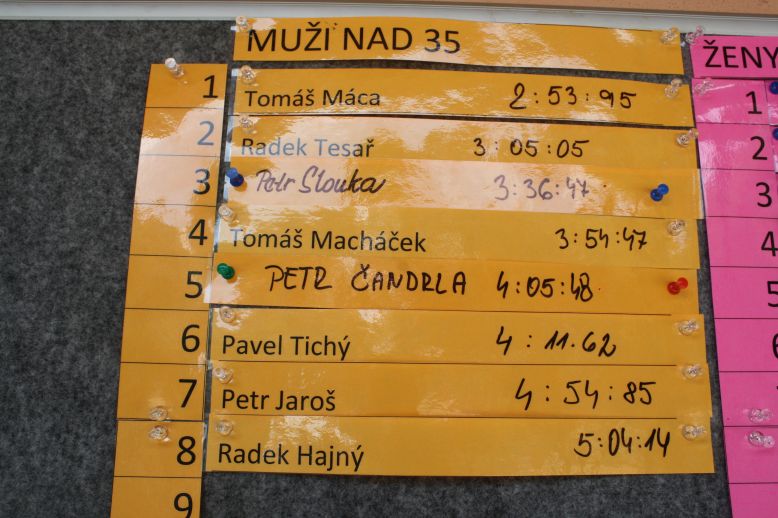 MUŽI NAD 35
1 Tomáš Máca 2:53:95
2 Radek Tesař 3:05:05
3 Petr Slouka 3:36:47
4 Tomáš Macháček 3:54:47
5 PETR ČANDRLA 4:05:48
6 Pavel Tichý 4:11.62
7 Petr Jaroš 4:54:85
8 Radek Hajný 5:04:14
9
ŽENY
1
2
3
4
5